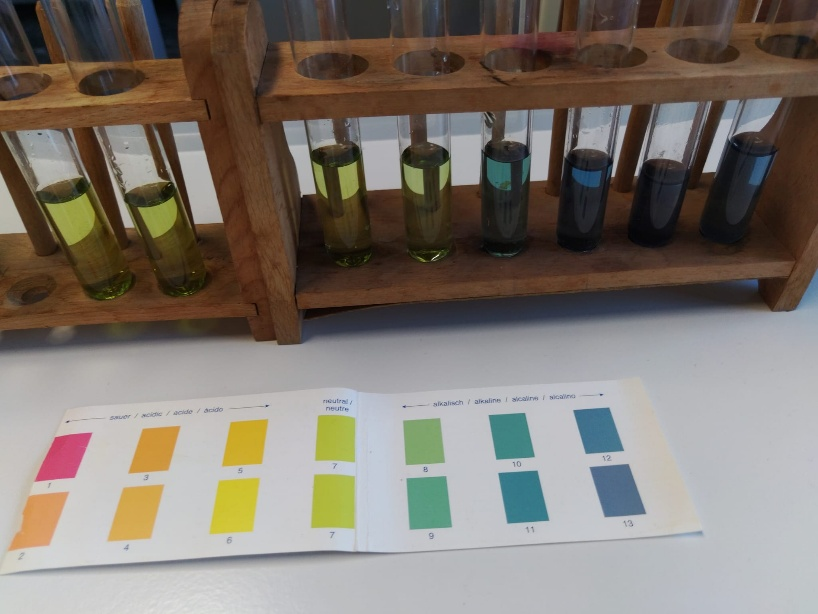 sauer / acidic / acide / ácido
neutral /
neutre
alkalisch / alkaline / alcaline / alcalino
1 3 5 7 8 10 12
2 4 6 7 9 11 13